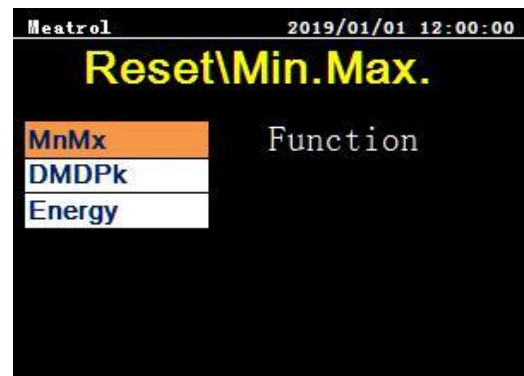 Meatrol 2019/01/01 12:00:00
Reset\Min.Max.
MnMx Function
DMDPk
Energy